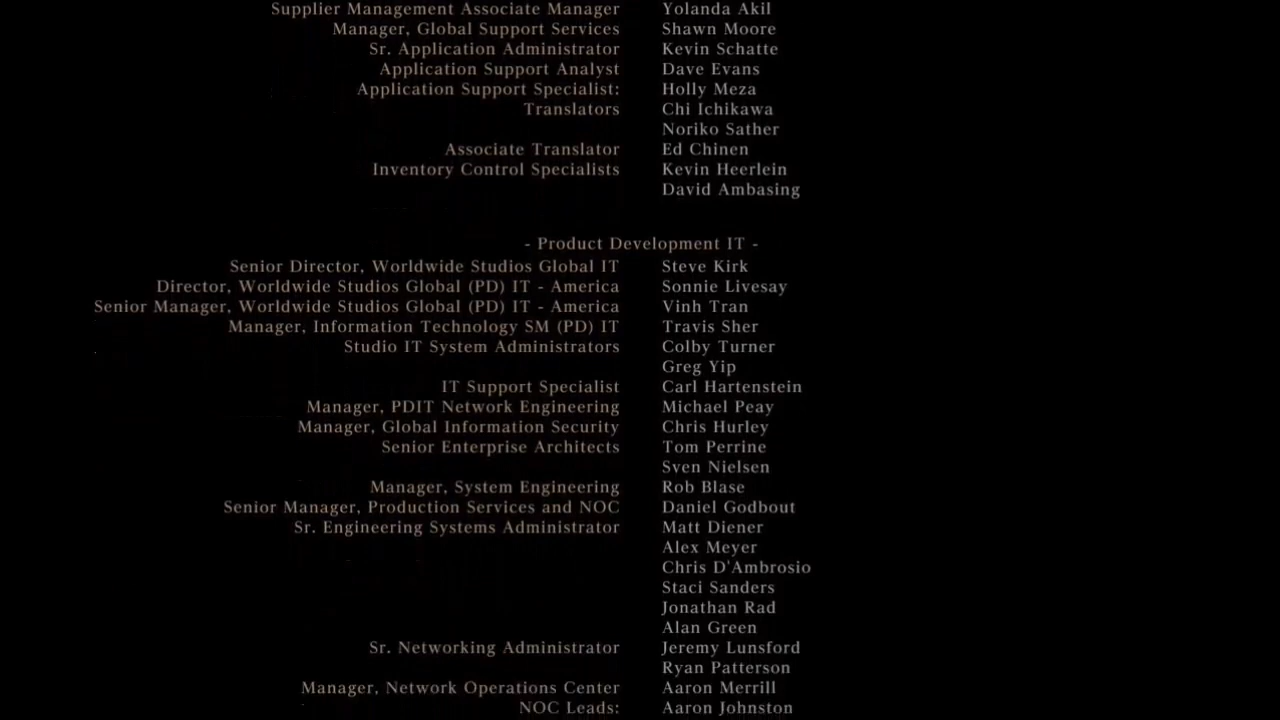 Supplier Management Associate Manager Yolanda Akil
Manager, Global Support Services Shawn Moore
Sr. Application Administrator Kevin Schatte
Application Support Analyst Dave Evans
Application Support Specialist: Holly Meza
Translators Chi Ichikawa
Noriko Sather
Associate Translator Ed Chinen
Inventory Control Specialists Kevin Heerlein
David Ambasing
- Product Development IT -
Senior Director, Worldwide Studios Global IT Steve Kirk
Director, Worldwide Studios Global (PD) IT - America Sonnie Livesay
Senior Manager, Worldwide Studios Global (PD) IT - America Vinh Tran
Manager, Information Technology SM (PD) IT Travis Sher
Studio IT System Administrators Colby Turner
Greg Yip
IT Support Specialist Carl Hartenstein
Manager, PDIT Network Engineering Michael Peay
Manager, Global Information Security Chris Hurley
Senior Enterprise Architects Tom Perrine
Sven Nielsen
Manager, System Engineering Rob Blase
Senior Manager, Production Services and NOC Daniel Godbout
Sr. Engineering Systems Administrator Matt Diener
Alex Meyer
Chris D'Ambrosio
Staci Sanders
Jonathan Rad
Alan Green
Sr. Networking Administrator Jeremy Lunsford
Ryan Patterson
Manager, Network Operations Center Aaron Merrill
NOC Leads: Aaron Johnston